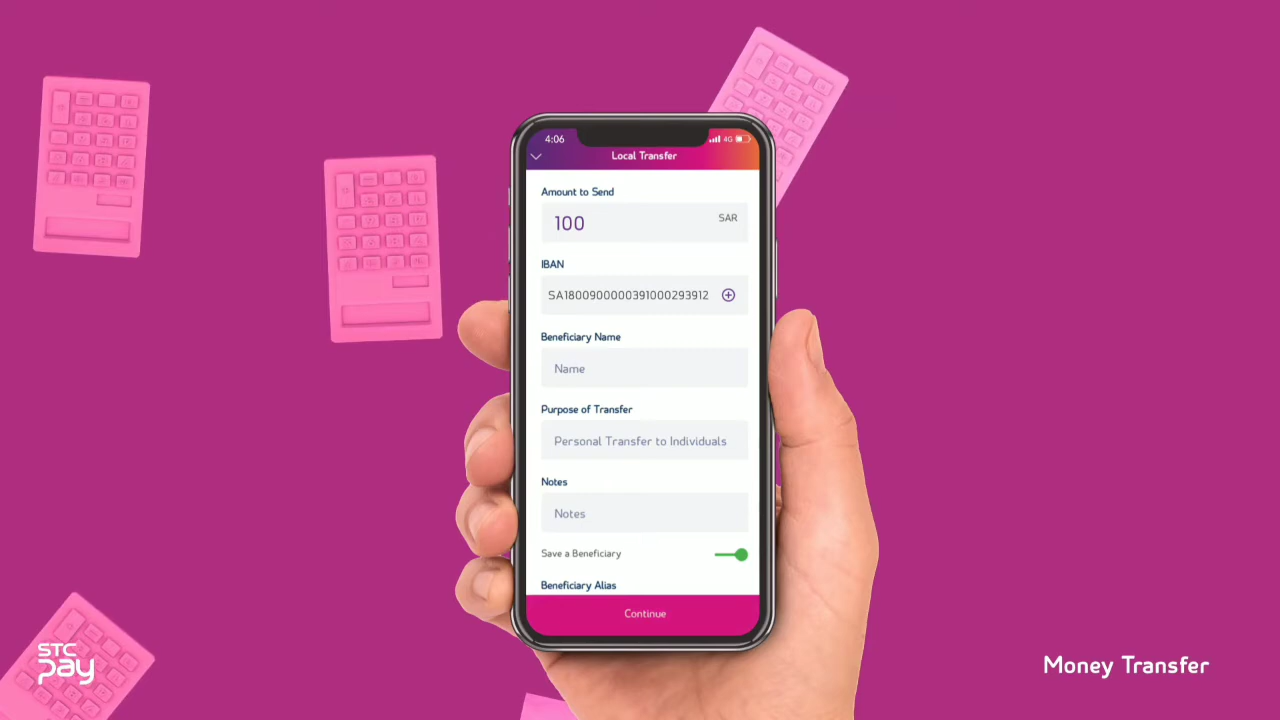 4:06
4G
Local Transfer
Amount to Send
100
SAR
IBAN
SA1800900000391000293912
Beneficiary Name
Name
Purpose of Transfer
Personal Transfer to Individuals
Notes
Notes
Save a Beneficiary
Beneficiary Alias
Continue
STC
pay
Money Transfer